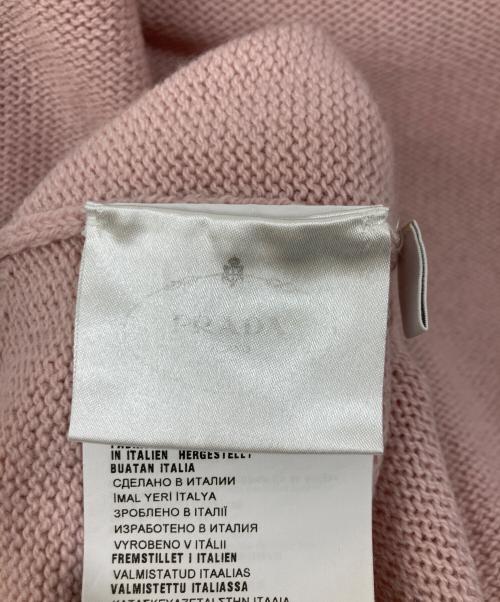 PRADA
IN ITALIEN HERGESTELLT
BUATAN ITALIA
СДЕЛАНО В ИТАЛИИ
İMAL YERİ İTALYA
ЗРОБЛЕНО В ІТАЛІЇ
ИЗРАБОТЕНО В ИТАЛИЯ
VYROBENO V ITÁLII
FREMSTILLET I ITALIEN
VALMISTATUD ITAALIAS
VALMISTETTU ITALIASSA